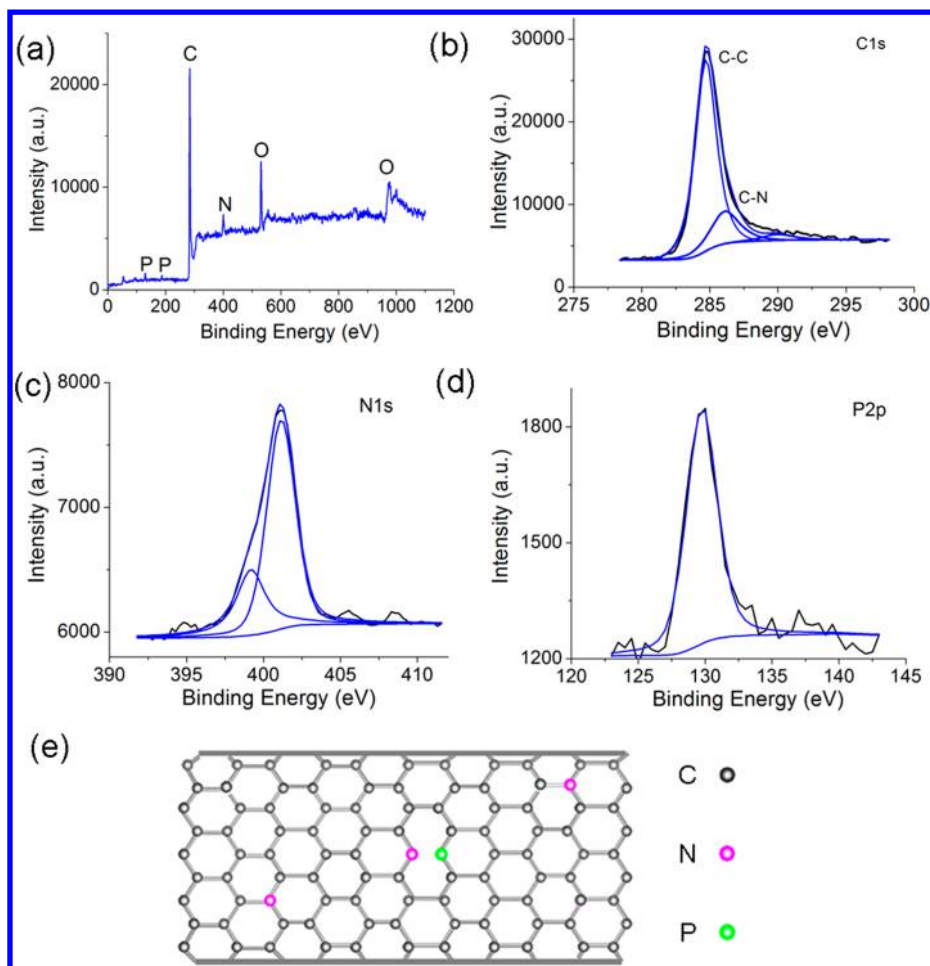 (a)
C
20000
O
O
10000
N
P P
0
0 200 400 600 800 1000 1200
Intensity (a.u.)
Binding Energy (eV)
(b)
C1s
30000
C-C
20000
C-N
10000
0
275 280 285 290 295 300
Intensity (a.u.)
Binding Energy (eV)
(c)
8000
N1s
7000
6000
390 395 400 405 410
Intensity (a.u.)
Binding Energy (eV)
(d)
P2p
1800
1500
1200
120 125 130 135 140 145
Intensity (a.u.)
Binding Energy (eV)
(e)
C
N
P